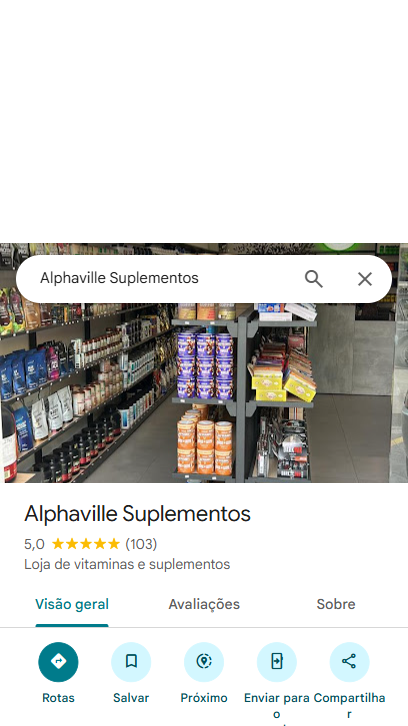 Alphaville Suplementos
Alphaville Suplementos
5,0 (103)
Loja de vitaminas e suplementos
Visão geral Avaliações Sobre
Rotas Salvar Próximo Enviar para o Compartilhar